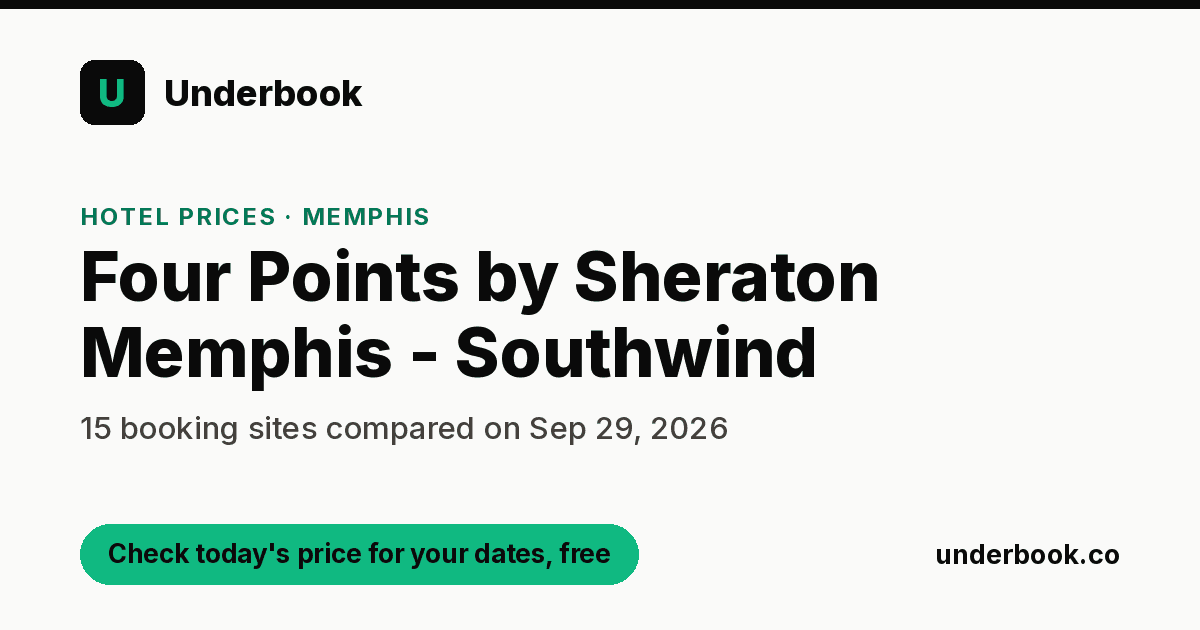 U Underbook
HOTEL PRICES · MEMPHIS
Four Points by Sheraton
Memphis - Southwind
15 booking sites compared on Sep 29, 2026
Check today's price for your dates, free
underbook.co